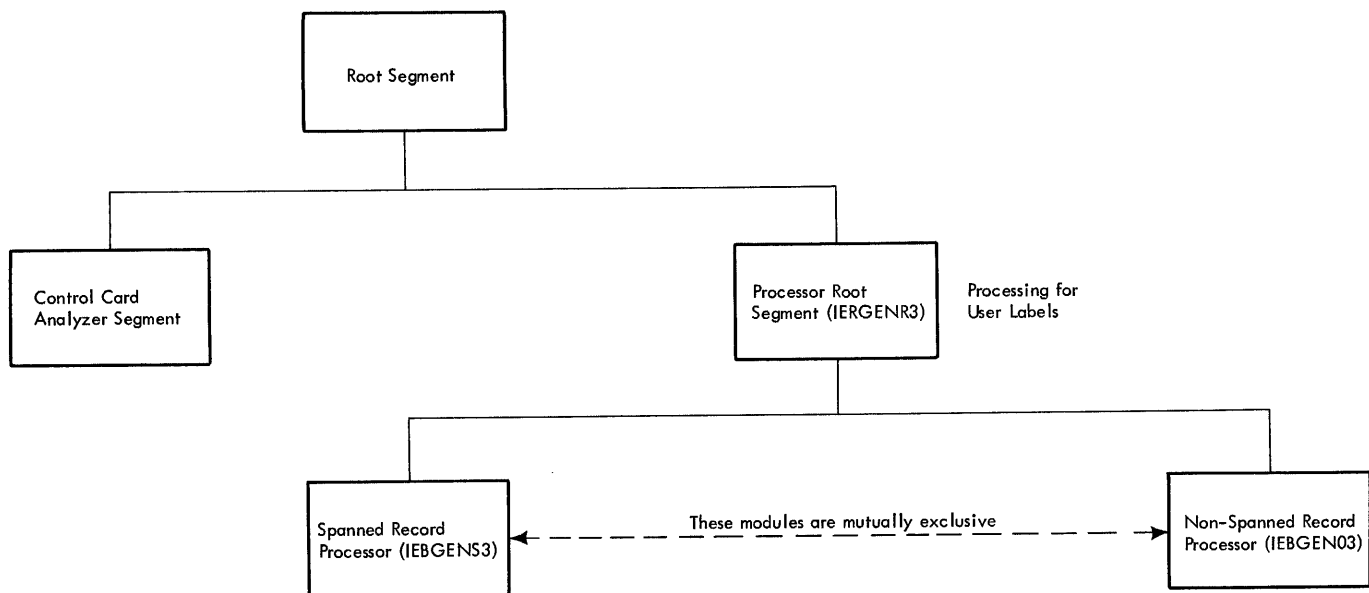 Root Segment
Control Card
Analyzer Segment
Processor Root
Segment (IERGENR3)
Processing for
User Labels
Spanned Record
Processor (IEBGENS3)
These modules are mutually exclusive
Non-Spanned Record
Processor (IEBGEN03)